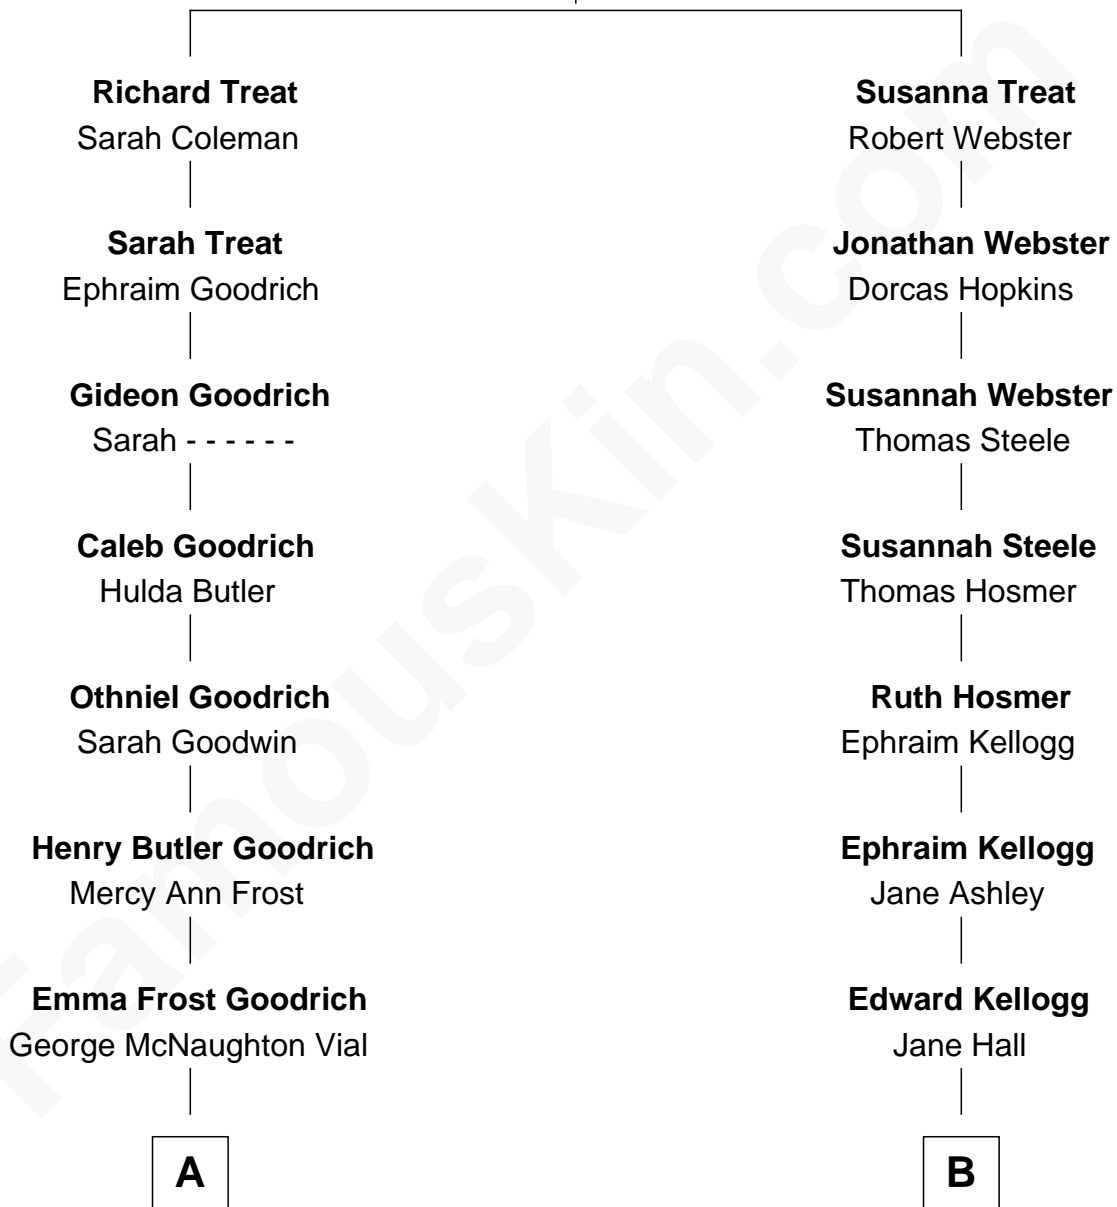 Richard Treat
Sarah Coleman
Susanna Treat
Robert Webster
Sarah Treat
Ephraim Goodrich
Jonathan Webster
Dorcas Hopkins
Gideon Goodrich
Sarah - - - - - -
Susannah Webster
Thomas Steele
Caleb Goodrich
Hulda Butler
Susannah Steele
Thomas Hosmer
Othniel Goodrich
Sarah Goodwin
Ruth Hosmer
Ephraim Kellogg
Henry Butler Goodrich
Mercy Ann Frost
Ephraim Kellogg
Jane Ashley
Emma Frost Goodrich
George McNaughton Vial
Edward Kellogg
Jane Hall
A
B
FamousKin.com